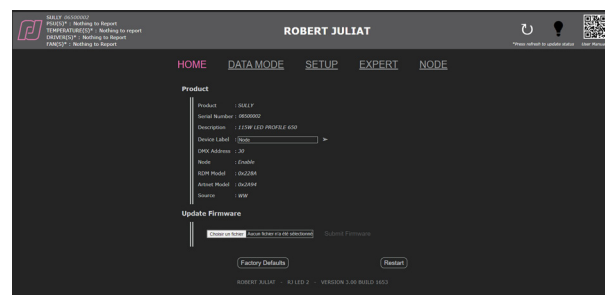 SULLY 06500002
PSU(S)* : Nothing to Report
TEMPERATURE(S)* : Nothing to report
DRIVER(S)* : Nothing to Report
FAN(S)* : Nothing to Report
ROBERT JULIAT
*Press refresh to update status
User Manual
HOME DATA MODE SETUP EXPERT NODE
Product
Product : SULLY
Serial Number : 06500002
Description : 115W LED PROFILE 650
Device Label : Node
DMX Address : 30
Node : Enable
RDM Model : 0x228A
Artnet Model : 0x2A94
Source : WW
Update Firmware
Choisir un fichier Aucun fichier n'a été sélectionné Submit Firmware
Factory Defaults Restart
ROBERT JULIAT - RJ LED 2 - VERSION 3.00 BUILD 1653